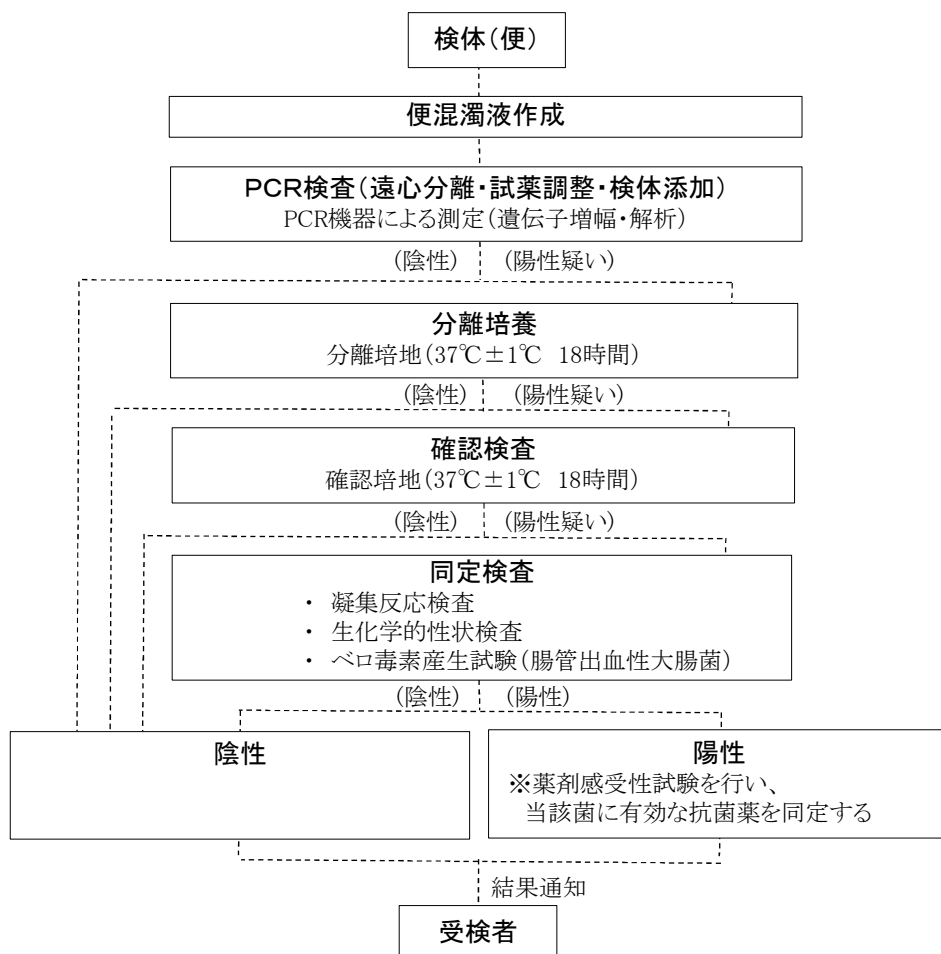 検体（便）
便混濁液作成
ＰＣＲ検査（遠心分離・試薬調整・検体添加）
PCR機器による測定（遺伝子増幅・解析）
(陰性) (陽性疑い)
分離培養
分離培地（37℃±1℃ 18時間）
(陰性) (陽性疑い)
確認検査
確認培地（37℃±1℃ 18時間）
(陰性) (陽性疑い)
同定検査
・ 凝集反応検査
・ 生化学的性状検査
・ ベロ毒素産生試験（腸管出血性大腸菌）
(陰性) (陽性)
陰性
陽性
※薬剤感受性試験を行い、
当該菌に有効な抗菌薬を同定する
結果通知
受検者